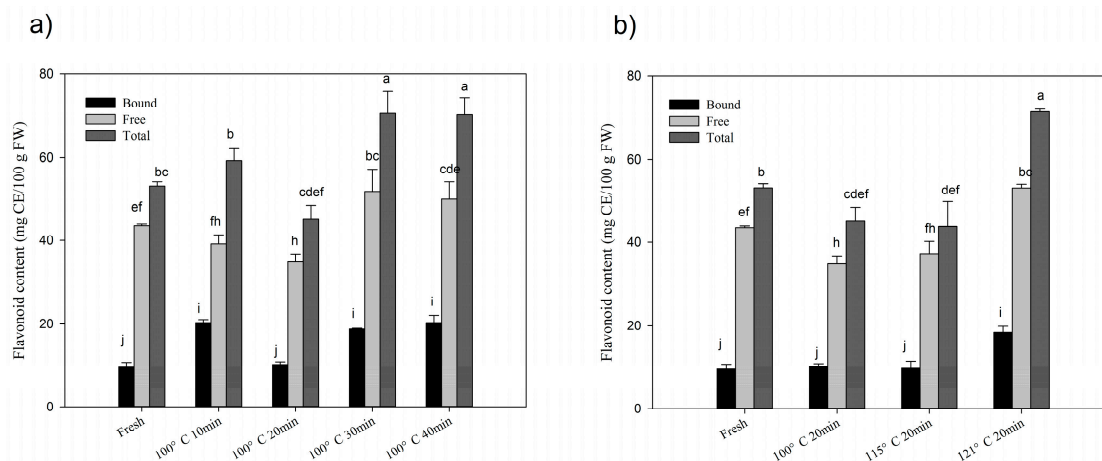 a)
Flavonoid content (mg CE/100 g FW)
80
60
40
20
0
Bound
Free
Total
j
ef
bc
i
fh
b
j
h
cdef
i
bc
a
i
cde
a
Fresh
100° C 10min
100° C 20min
100° C 30min
100° C 40min
b)
Flavonoid content (mg CE/100 g FW)
80
60
40
20
0
Bound
Free
Total
j
ef
b
j
h
cdef
j
fh
def
i
bc
a
Fresh
100° C 20min
115° C 20min
121° C 20min